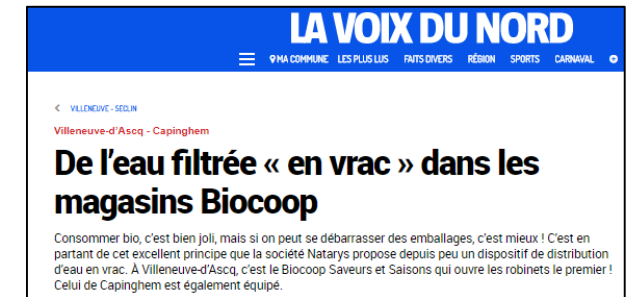 LA VOIX DU NORD
MA COMMUNE LES PLUS LUS FAITS DIVERS RÉGION SPORTS CARNAVAL
VILLENEUVE - SECLIN
Villeneuve-d'Ascq - Capinghem
De l'eau filtrée « en vrac » dans les
magasins Biocoop
Consommer bio, c'est bien joli, mais si on peut se débarrasser des emballages, c'est mieux ! C'est en
partant de cet excellent principe que la société Natarys propose depuis peu un dispositif de distribution
d'eau en vrac. À Villeneuve-d'Ascq, c'est le Biocoop Saveurs et Saisons qui ouvre les robinets le premier !
Celui de Capinghem est également équipé.